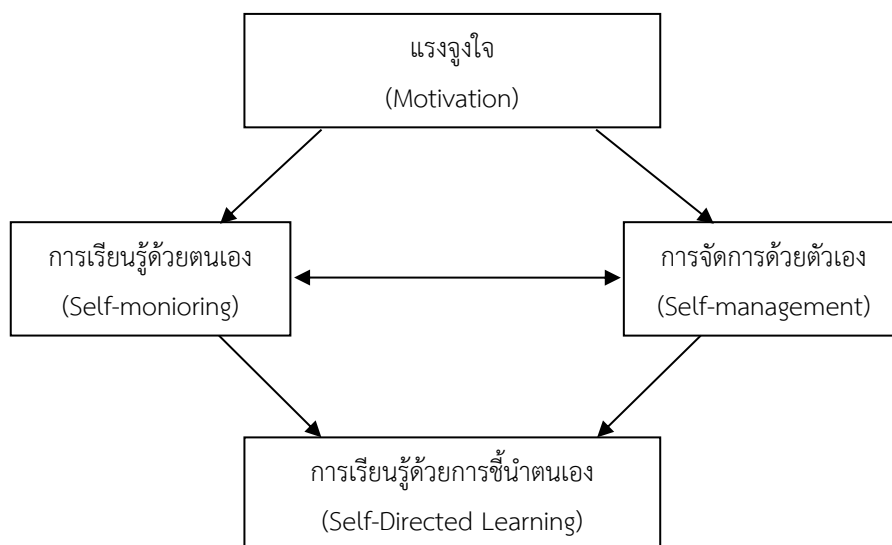 แรงจูงใจ
(Motivation)
การเรียนรู้ด้วยตนเอง
(Self-monioring)
การจัดการด้วยตัวเอง
(Self-management)
การเรียนรู้ด้วยการชี้นำตนเอง
(Self-Directed Learning)